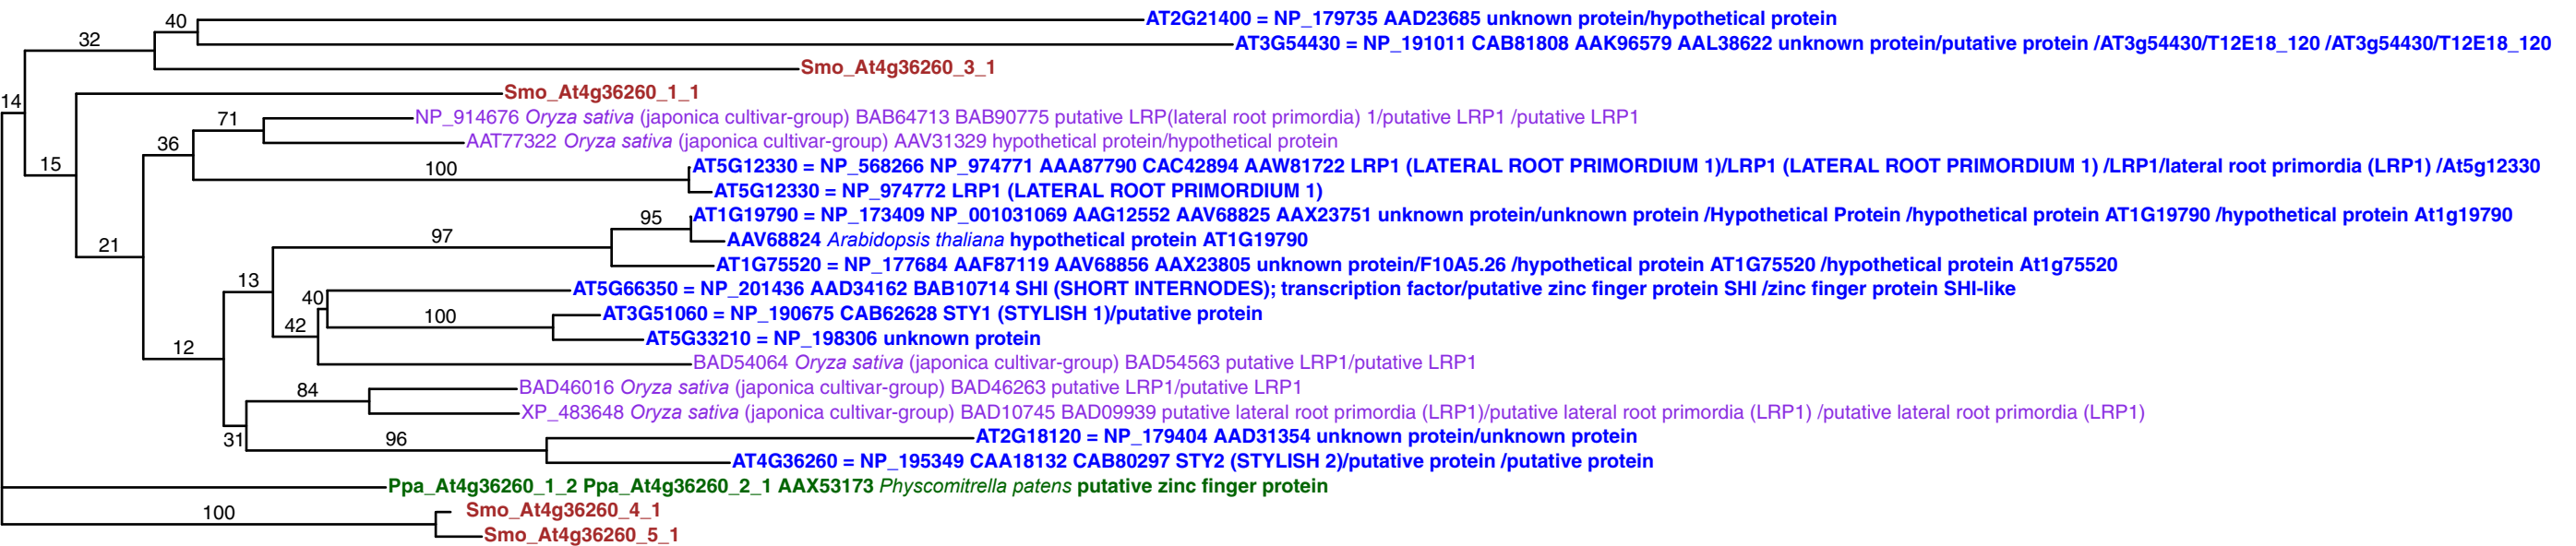 40
AT2G21400 = NP_179735 AAD23685 unknown protein/hypothetical protein
32
AT3G54430 = NP_191011 CAB81808 AAK96579 AAL38622 unknown protein/putative protein /AT3g54430/T12E18_120 /AT3g54430/T12E18_120
Smo_At4g36260_3_1
Smo_At4g36260_1_1
14
71
NP_914676 Oryza sativa (japonica cultivar-group) BAB64713 BAB90775 putative LRP(lateral root primordia) 1/putative LRP1 /putative LRP1
36
AAT77322 Oryza sativa (japonica cultivar-group) AAV31329 hypothetical protein/hypothetical protein
15
100
AT5G12330 = NP_568266 NP_974771 AAA87790 CAC42894 AAW81722 LRP1 (LATERAL ROOT PRIMORDIUM 1)/LRP1 (LATERAL ROOT PRIMORDIUM 1) /LRP1/lateral root primordia (LRP1) /At5g12330
AT5G12330 = NP_974772 LRP1 (LATERAL ROOT PRIMORDIUM 1)
95
AT1G19790 = NP_173409 NP_001031069 AAG12552 AAV68825 AAX23751 unknown protein/unknown protein /Hypothetical Protein /hypothetical protein AT1G19790 /hypothetical protein At1g19790
21
97
AAV68824 Arabidopsis thaliana hypothetical protein AT1G19790
AT1G75520 = NP_177684 AAF87119 AAV68856 AAX23805 unknown protein/F10A5.26 /hypothetical protein AT1G75520 /hypothetical protein At1g75520
13
40
AT5G66350 = NP_201436 AAD34162 BAB10714 SHI (SHORT INTERNODES); transcription factor/putative zinc finger protein SHI /zinc finger protein SHI-like
42
100
AT3G51060 = NP_190675 CAB62628 STY1 (STYLISH 1)/putative protein
AT5G33210 = NP_198306 unknown protein
12
BAD54064 Oryza sativa (japonica cultivar-group) BAD54563 putative LRP1/putative LRP1
84
BAD46016 Oryza sativa (japonica cultivar-group) BAD46263 putative LRP1/putative LRP1
XP_483648 Oryza sativa (japonica cultivar-group) BAD10745 BAD09939 putative lateral root primordia (LRP1)/putative lateral root primordia (LRP1) /putative lateral root primordia (LRP1)
31
96
AT2G18120 = NP_179404 AAD31354 unknown protein/unknown protein
AT4G36260 = NP_195349 CAA18132 CAB80297 STY2 (STYLISH 2)/putative protein /putative protein
Ppa_At4g36260_1_2 Ppa_At4g36260_2_1 AAX53173 Physcomitrella patens putative zinc finger protein
100
Smo_At4g36260_4_1
Smo_At4g36260_5_1